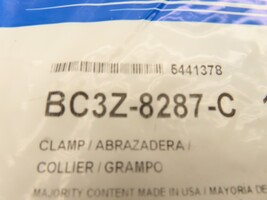 5441378
BC3Z-8287-C
CLAMP / ABRAZADERA /
COLLIER / GRAMPO
MAJORITY CONTENT MADE IN USA / MAYORIA DE